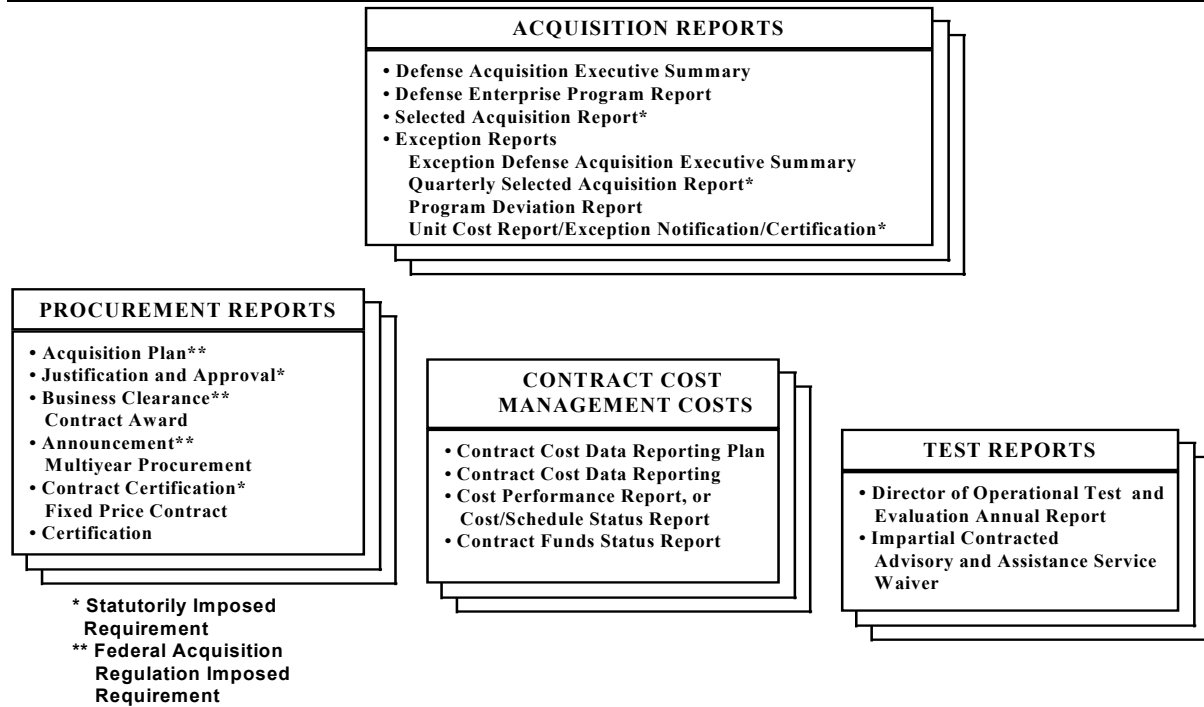 ACQUISITION REPORTS
• Defense Acquisition Executive Summary
• Defense Enterprise Program Report
• Selected Acquisition Report*
• Exception Reports
Exception Defense Acquisition Executive Summary
Quarterly Selected Acquisition Report*
Program Deviation Report
Unit Cost Report/Exception Notification/Certification*
PROCUREMENT REPORTS
• Acquisition Plan**
• Justification and Approval*
• Business Clearance**
Contract Award
• Announcement**
Multiyear Procurement
• Contract Certification*
Fixed Price Contract
• Certification
* Statutorily Imposed
Requirement
** Federal Acquisition
Regulation Imposed
Requirement
CONTRACT COST
MANAGEMENT COSTS
• Contract Cost Data Reporting Plan
• Contract Cost Data Reporting
• Cost Performance Report, or
Cost/Schedule Status Report
• Contract Funds Status Report
TEST REPORTS
• Director of Operational Test and
Evaluation Annual Report
• Impartial Contracted
Advisory and Assistance Service
Waiver